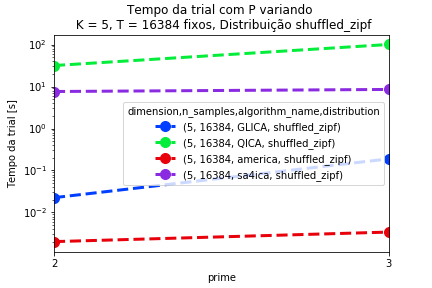 Tempo da trial com P variando
K = 5, T = 16384 fixos, Distribuição shuffled_zipf
Tempo da trial [s]
10²
10¹
10⁰
10⁻¹
10⁻²
dimension,n_samples,algorithm_name,distribution
(5, 16384, GLICA, shuffled_zipf)
(5, 16384, QICA, shuffled_zipf)
(5, 16384, america, shuffled_zipf)
(5, 16384, sa4ica, shuffled_zipf)
2
3
prime